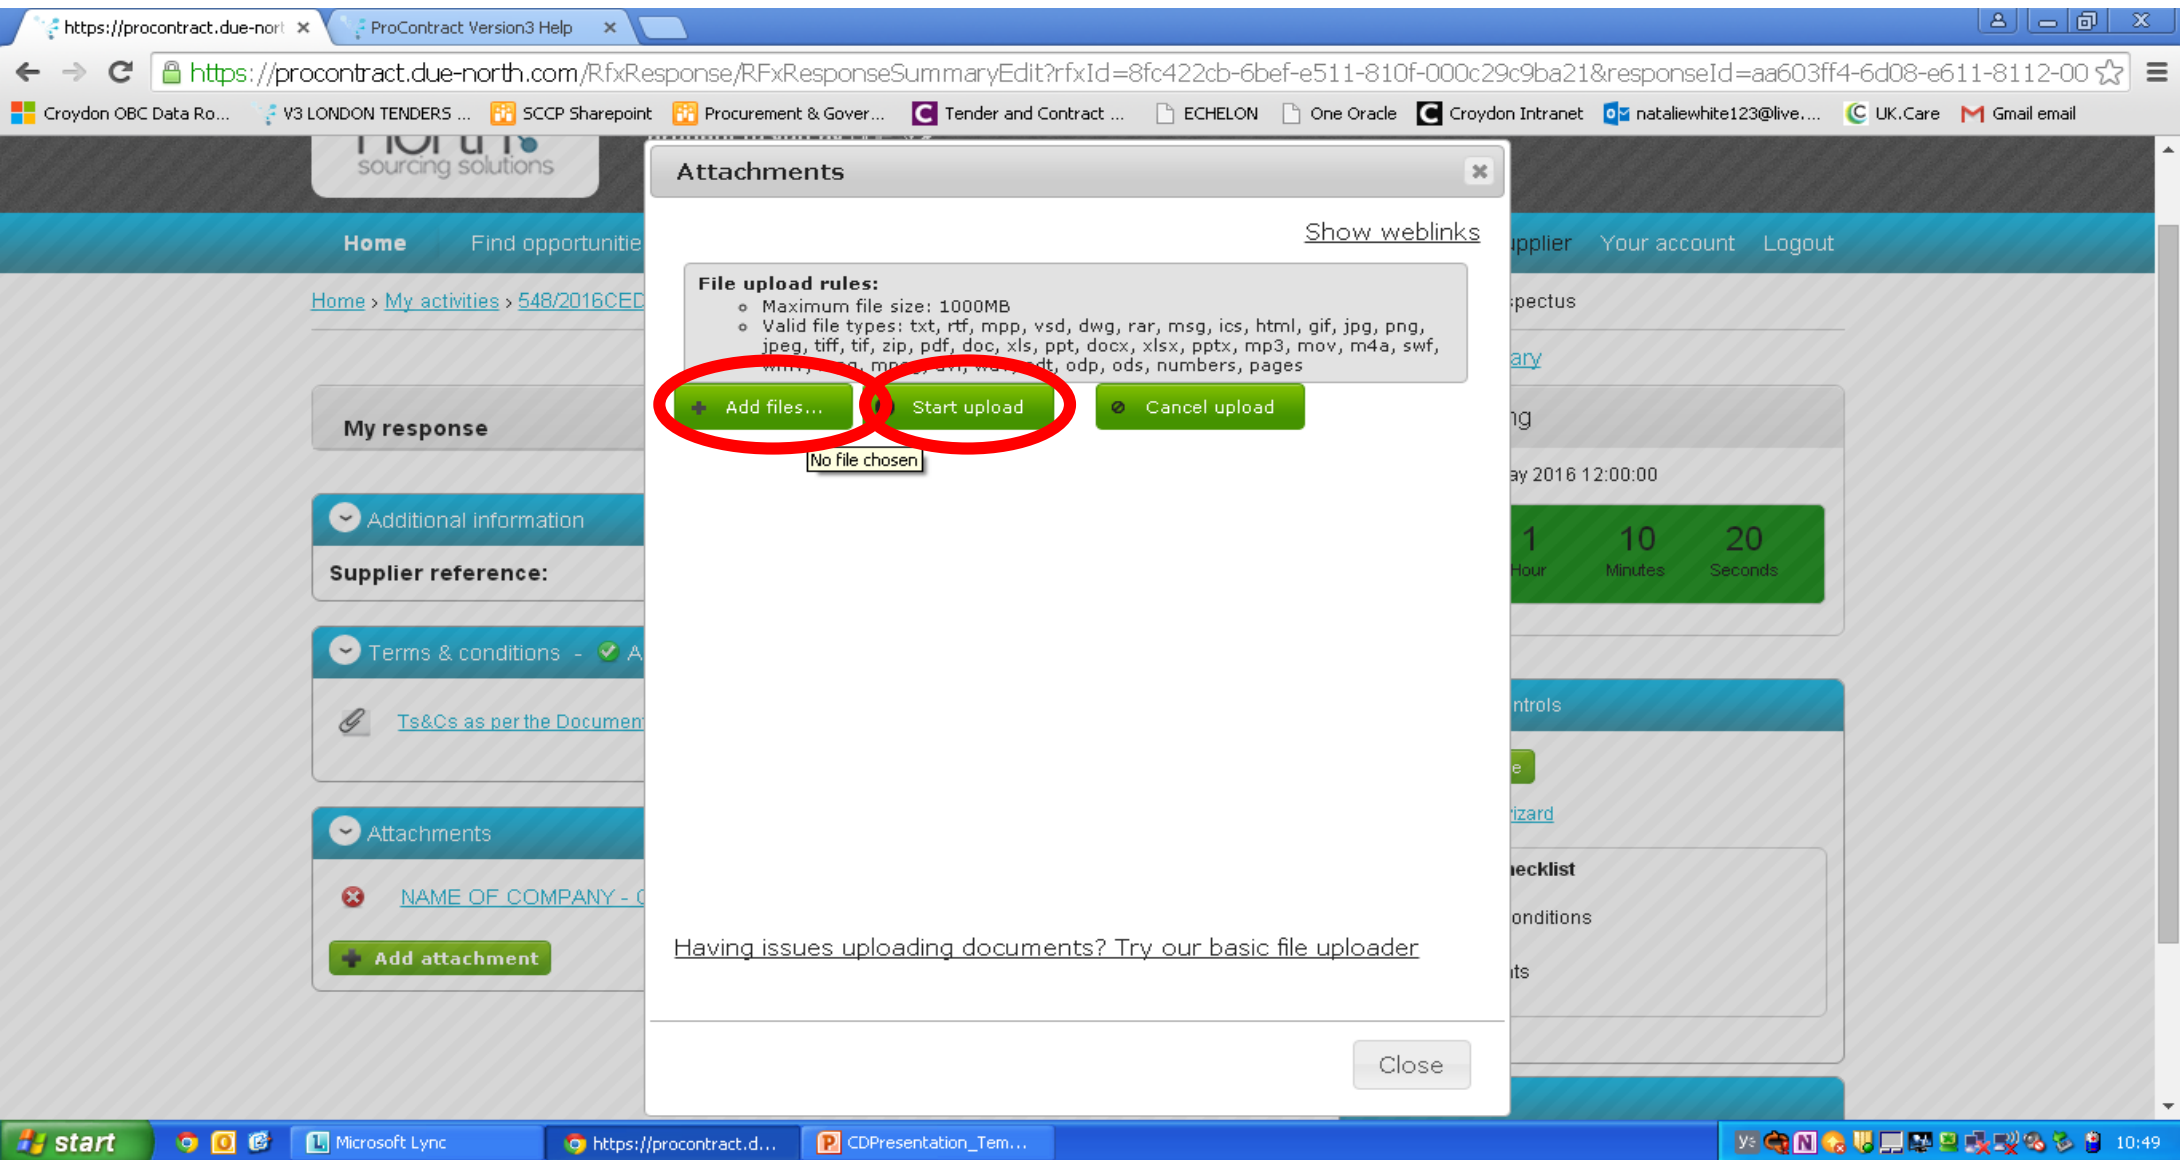 https://procontract.due-nort
ProContract Version3 Help
https://procontract.due-north.com/RfxResponse/RFxResponseSummaryEdit?rfxId=8fc422cb-6bef-e511-810f-000c29c9ba21&responseId=aa603ff4-6d08-e611-8112-00
Croydon OBC Data Ro... V3 LONDON TENDERS ... SCCP Sharepoint Procurement & Gover... Tender and Contract ... ECHELON One Oracle Croydon Intranet nataliewhite123@live.... UK.Care Gmail email
sourcing solutions
Attachments
Show weblinks
Home Find opportunitie
upplier Your account Logout
File upload rules:
Maximum file size: 1000MB
Valid file types: txt, rtf, mpp, vsd, dwg, rar, msg, ics, html, gif, jpg, png,
jpeg, tiff, tif, zip, pdf, doc, xls, ppt, docx, xlsx, pptx, mp3, mov, m4a, swf,
odp, ods, numbers, pages
Home › My activities › 548/2016CED
spectus
ary
Add files... Start upload Cancel upload
No file chosen
My response
ng
ay 2016 12:00:00
Additional information
1 10 20
Hour Minutes Seconds
Supplier reference:
Terms & conditions - A
Ts&Cs as per the Documen
ntrols
e
izard
Attachments
ecklist
NAME OF COMPANY -
onditions
Add attachment
Having issues uploading documents? Try our basic file uploader
ts
Close
start Microsoft Lync https://procontract.d... CDPresentation_Tem... 10:49